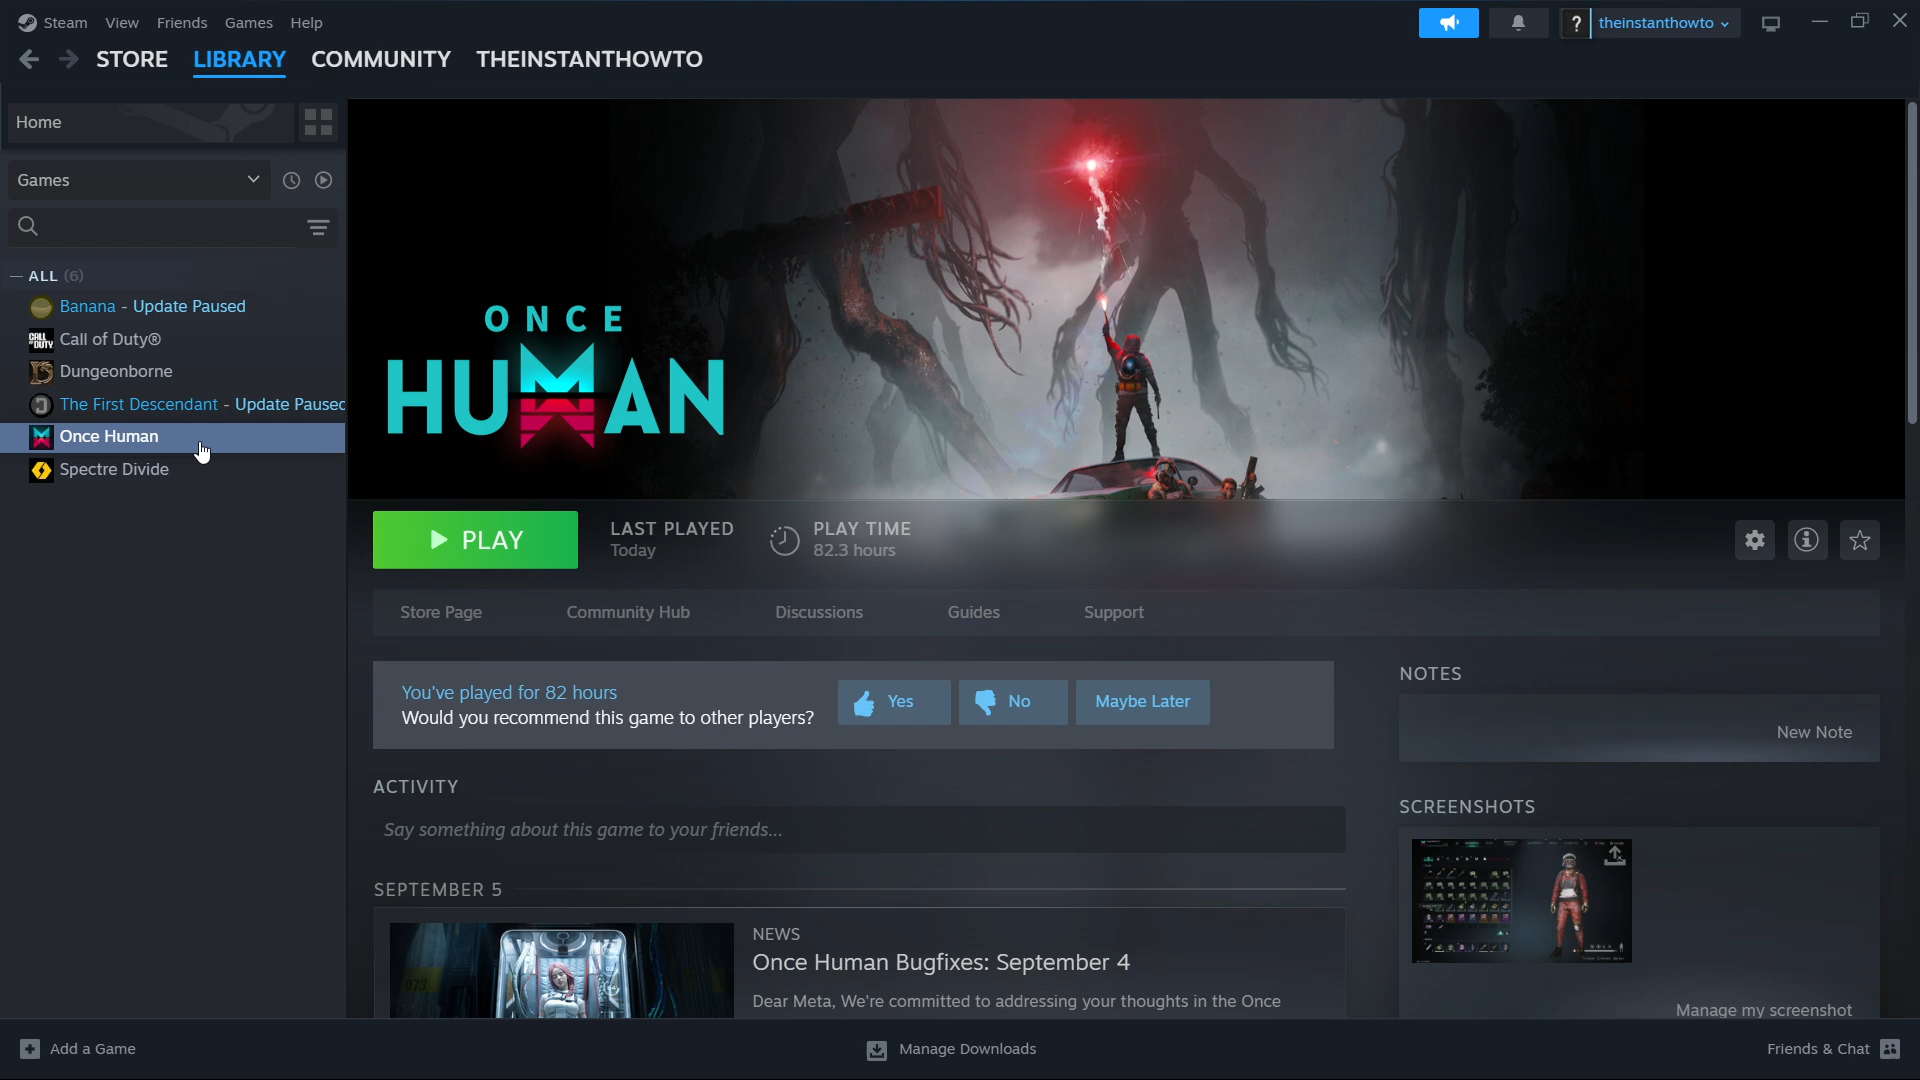 Steam View Friends Games Help
? theinstanthowto
STORE LIBRARY COMMUNITY THEINSTANTHOWTO
Home
Games
ALL (6)
Banana - Update Paused
Call of Duty®
Dungeonborne
The First Descendant - Update Paused
Once Human
Spectre Divide
ONCE
HUMAN
PLAY
LAST PLAYED
Today
PLAY TIME
82.3 hours
Store Page Community Hub Discussions Guides Support
You've played for 82 hours
Would you recommend this game to other players?
Yes No Maybe Later
NOTES
New Note
ACTIVITY
Say something about this game to your friends...
SCREENSHOTS
Manage my screenshot
SEPTEMBER 5
NEWS
Once Human Bugfixes: September 4
Dear Meta, We're committed to addressing your thoughts in the Once
Add a Game Manage Downloads Friends & Chat